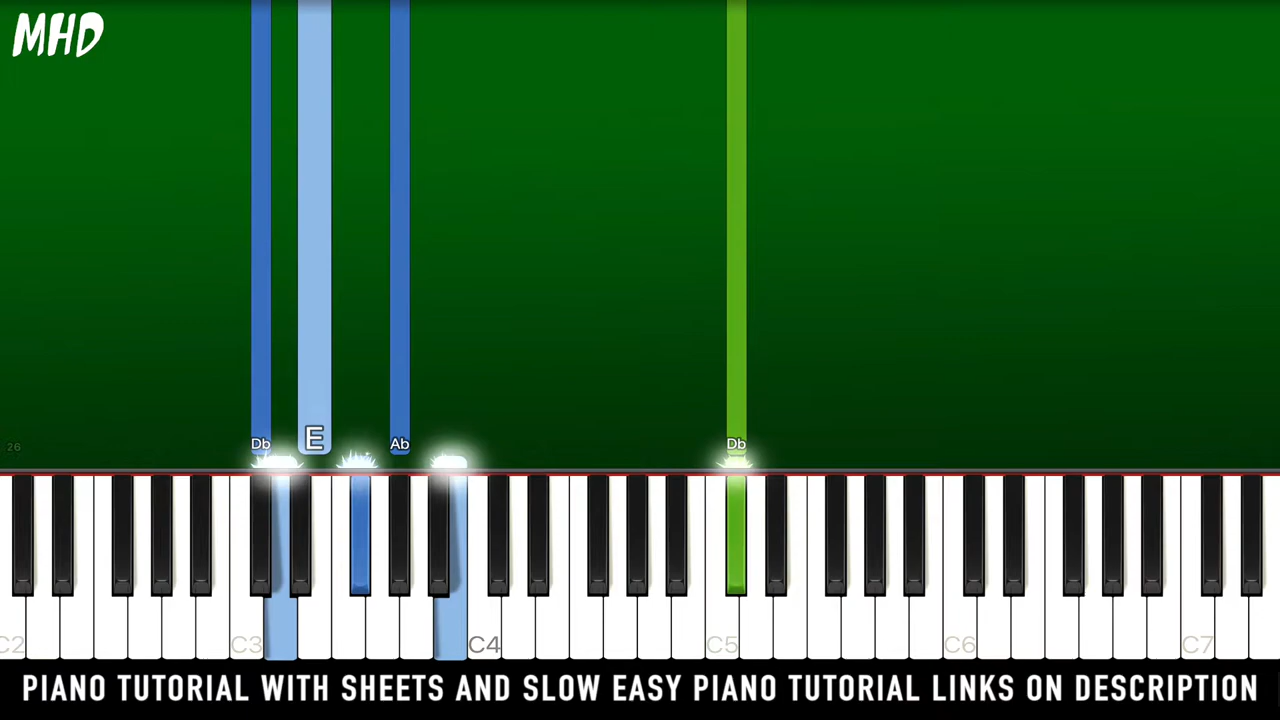 MHD
Db E Ab Db
.26
C2 C3 C4 C5 C6 C7
PIANO TUTORIAL WITH SHEETS AND SLOW EASY PIANO TUTORIAL LINKS ON DESCRIPTION